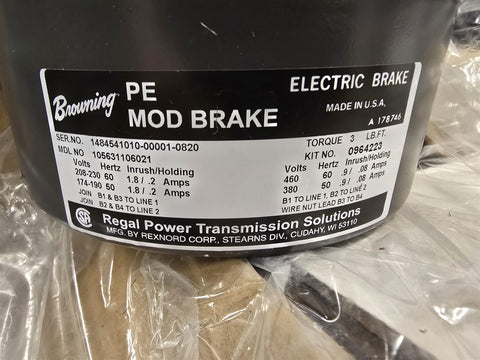 Browning
PE
MOD BRAKE
ELECTRIC BRAKE
MADE IN U.S.A.
A 178746
SER.NO. 1484541010-00001-0820
MDL NO 105631106021
Volts Hertz Inrush/Holding
208-230 60 1.8 / .2 Amps
174-190 60 1.8 / .2 Amps
JOIN B1 & B3 TO LINE 1
JOIN B2 & B4 TO LINE 2
TORQUE 3 LB.FT.
KIT NO. 0964223
Volts Hertz Inrush/Holding
460 60 .9/ .08 Amps
380 50 .9/ .08 Amps
B1 TO LINE 1, B2 TO LINE 2
WIRE NUT LEAD B3 TO B4
Regal Power Transmission Solutions
MFG. BY REXNORD CORP., STEARNS DIV., CUDAHY, WI 53110